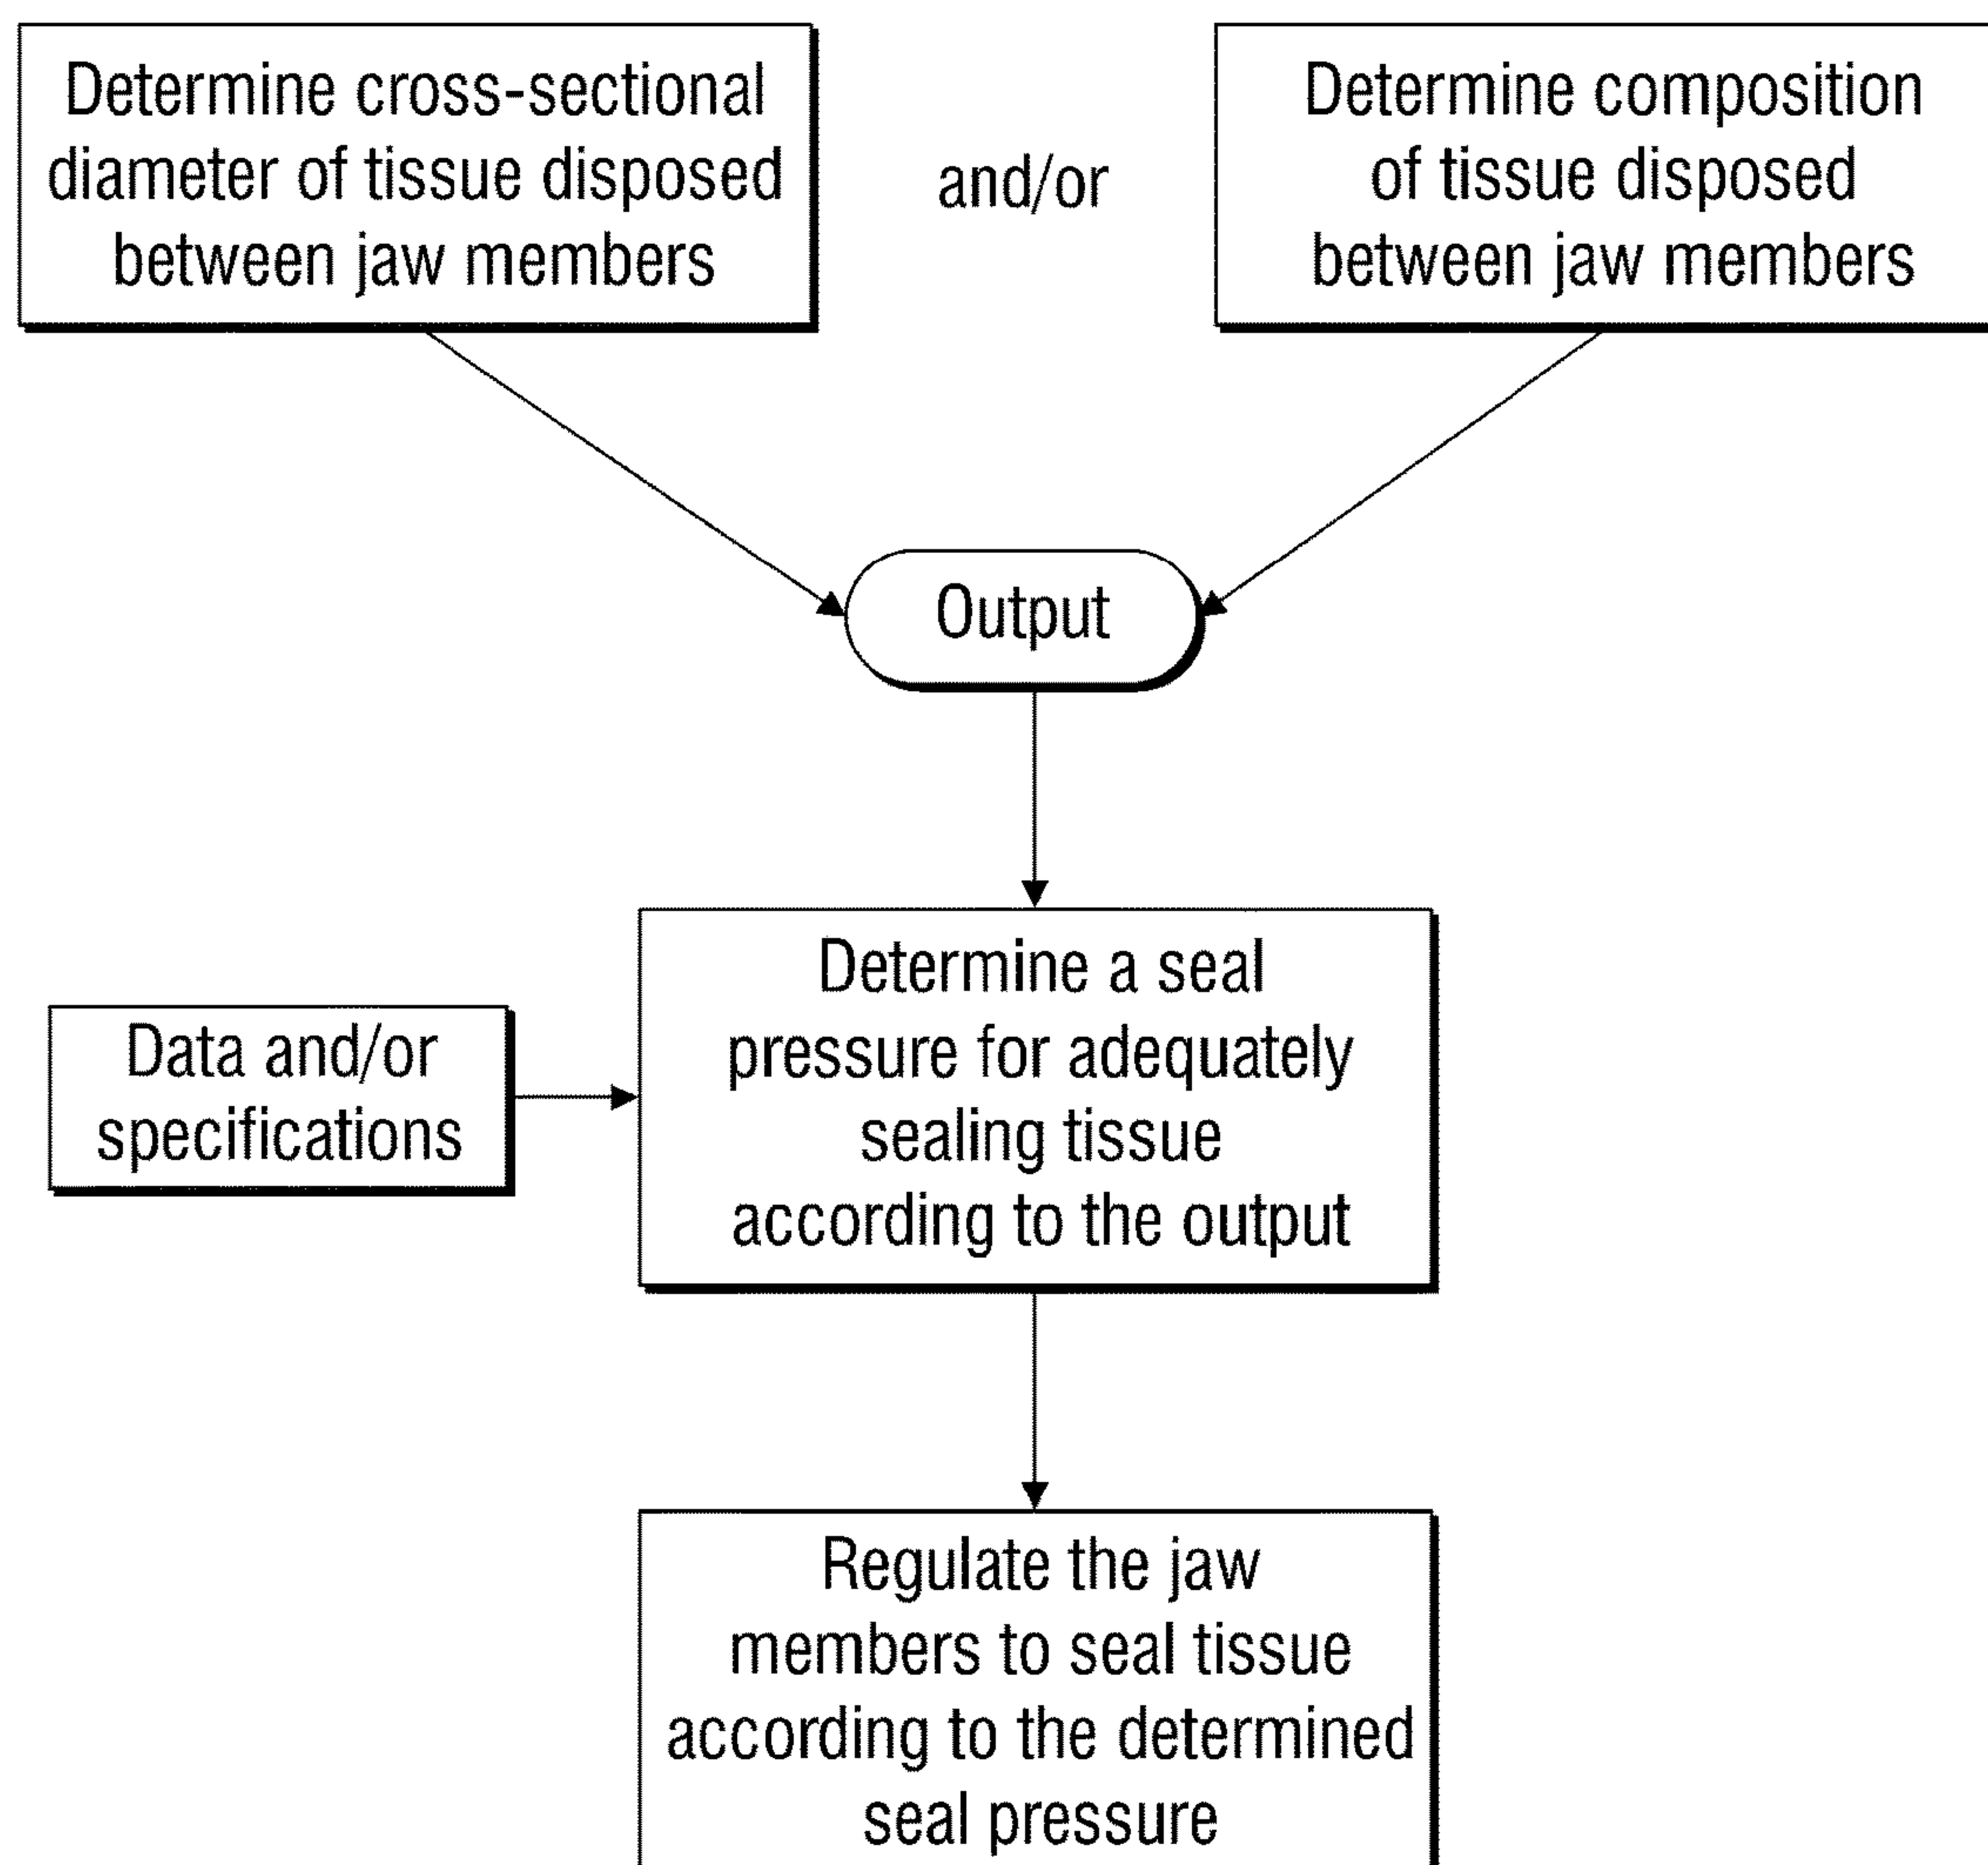 Determine cross-sectional
diameter of tissue disposed
between jaw members
and/or
Determine composition
of tissue disposed
between jaw members
Output
Data and/or
specifications
Determine a seal
pressure for adequately
sealing tissue
according to the output
Regulate the jaw
members to seal tissue
according to the determined
seal pressure